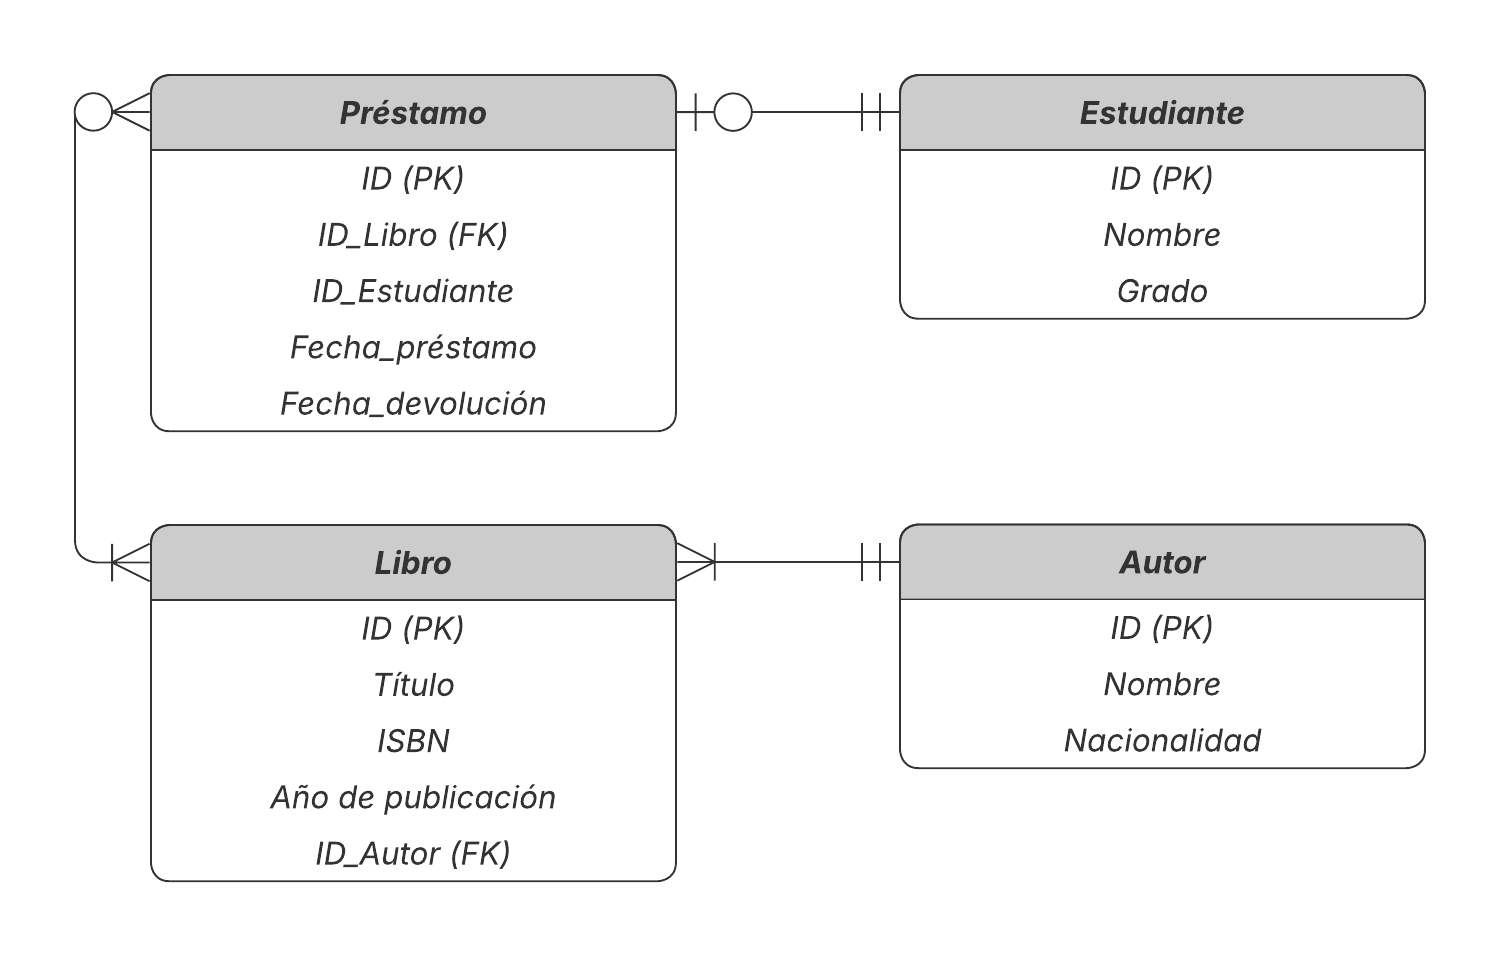 Préstamo
ID (PK)
ID_Libro (FK)
ID_Estudiante
Fecha_préstamo
Fecha_devolución
Estudiante
ID (PK)
Nombre
Grado
Libro
ID (PK)
Título
ISBN
Año de publicación
ID_Autor (FK)
Autor
ID (PK)
Nombre
Nacionalidad